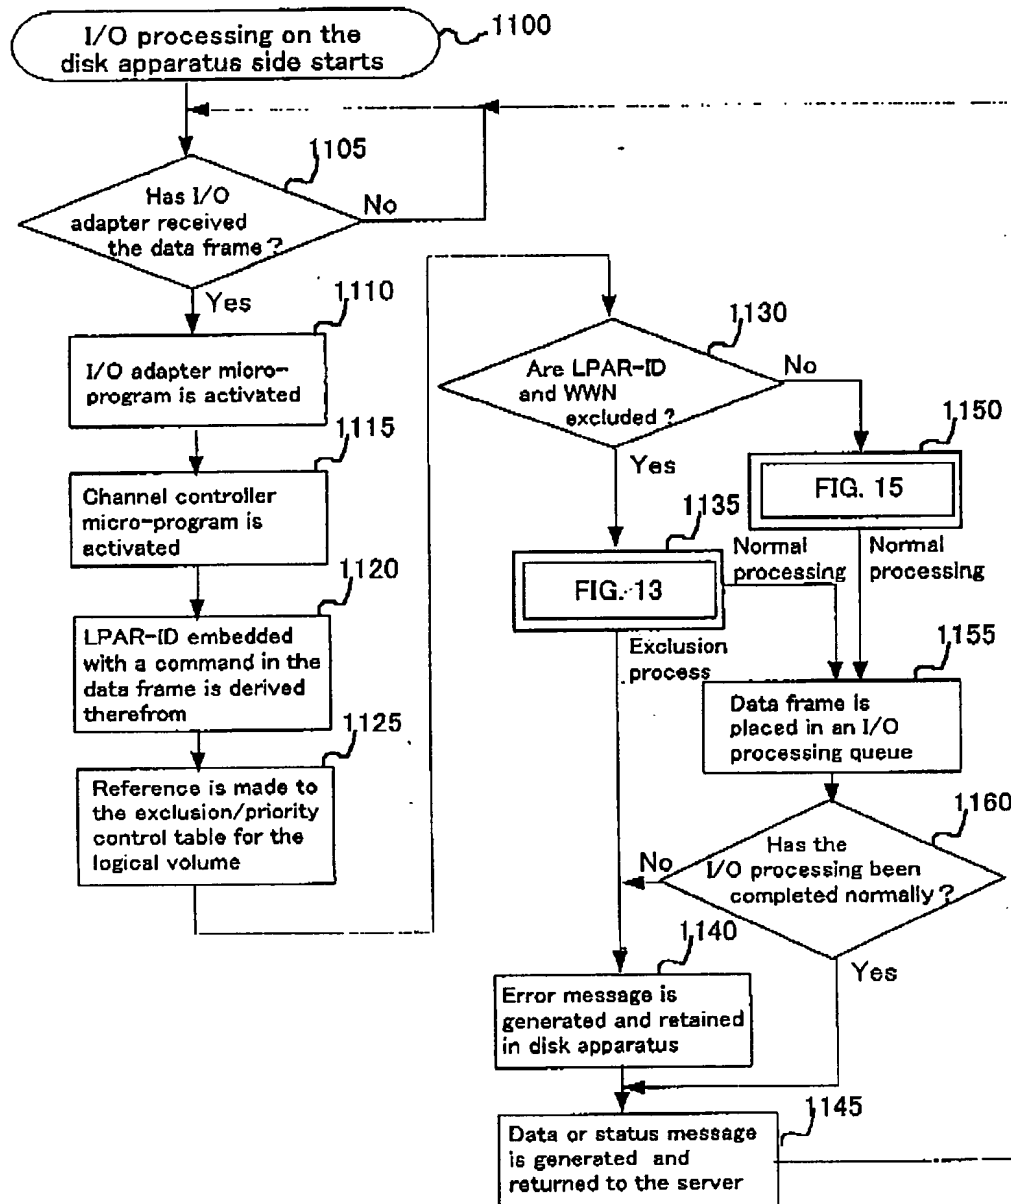 I/O processing on the
disk apparatus side starts
1100
1105
Has I/O
adapter received
the data frame?
No
Yes
1110
I/O adapter micro-
program is activated
1115
Channel controller
micro-program is
activated
1120
LPAR-ID embedded
with a command in the
data frame is derived
therefrom
1125
Reference is made to
the exclusion/priority
control table for the
logical volume
1130
Are LPAR-ID
and WWN
excluded?
No
Yes
1150
FIG. 15
1135
FIG. 13
Normal
processing
Normal
processing
Exclusion
process
1155
Data frame is
placed in an I/O
processing queue
1160
Has the
I/O processing been
completed normally?
No
Yes
1140
Error message is
generated and retained
in disk apparatus
1145
Data or status message
is generated and
returned to the server